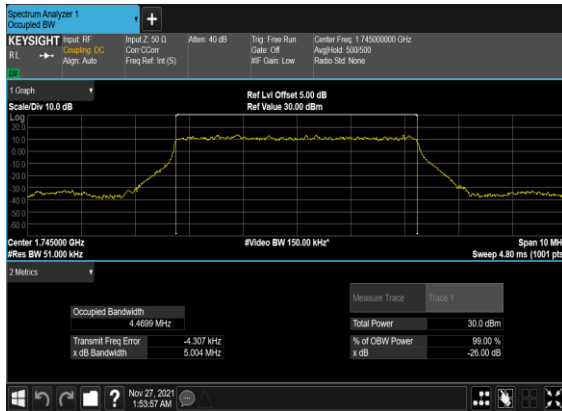 Spectrum Analyzer 1
Occupied BW
+
KEYSIGHT
RL
Input: RF
Coupling: DC
Align: Auto
Input Z: 50 Ω
Corr CCorr
Freq Ref: Int (S)
Atten: 40 dB
Trig: Free Run
Gate: Off
#IF Gain: Low
Center Freq: 1.745000000 GHz
Avg|Hold: 500/500
Radio Std: None
1 Graph
Scale/Div 10.0 dB
Ref Lvl Offset 5.00 dB
Ref Value 30.00 dBm
Log
20.0
10.0
0.00
-10.0
-20.0
-30.0
-40.0
-50.0
-60.0
Center 1.745000 GHz
#Res BW 51.000 kHz
#Video BW 150.00 kHz*
Span 10 MH
Sweep 4.80 ms (1001 pts
2 Metrics
Measure Trace
Trace 1
Occupied Bandwidth
4.4699 MHz
Total Power
30.0 dBm
Transmit Freq Error
-4.307 kHz
% of OBW Power
99.00 %
x dB Bandwidth
5.004 MHz
x dB
-26.00 dB
?
Nov 27, 2021
1:53:57 AM